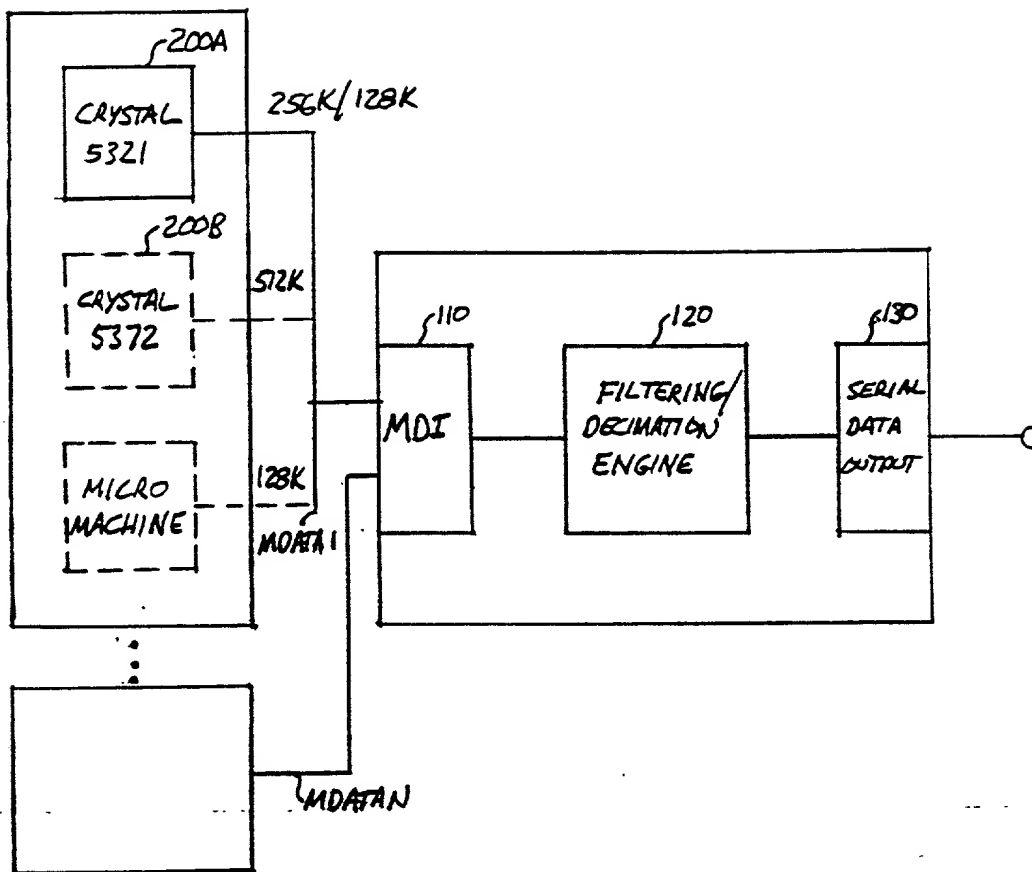 200A
CRYSTAL
5321
256K/128K
200B
CRYSTAL
5372
512K
MICRO
MACHINE
128K
MDATA1
110
MDI
120
FILTERING/
DECIMATION
ENGINE
130
SERIAL
DATA
OUTPUT
MDATAN